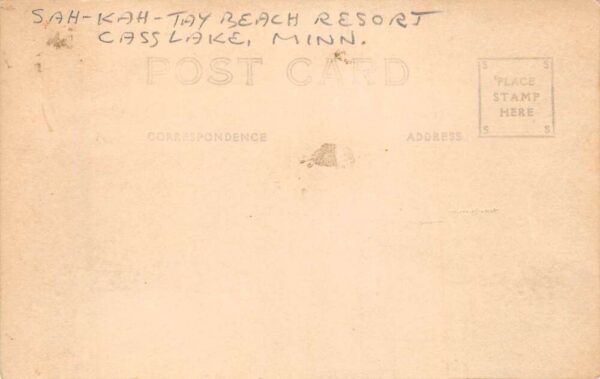 SAH-KAH-TAY BEACH RESORT
CASS LAKE, MINN.
POST CARD
S S
PLACE
STAMP
HERE
S S
CORRESPONDENCE ADDRESS